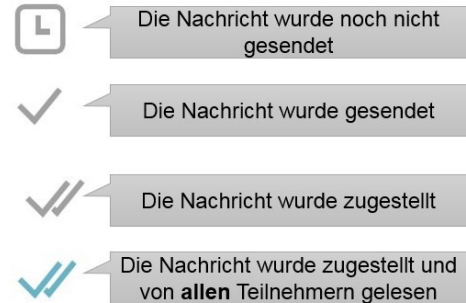 Die Nachricht wurde noch nicht
gesendet
Die Nachricht wurde gesendet
Die Nachricht wurde zugestellt
Die Nachricht wurde zugestellt und
von allen Teilnehmern gelesen